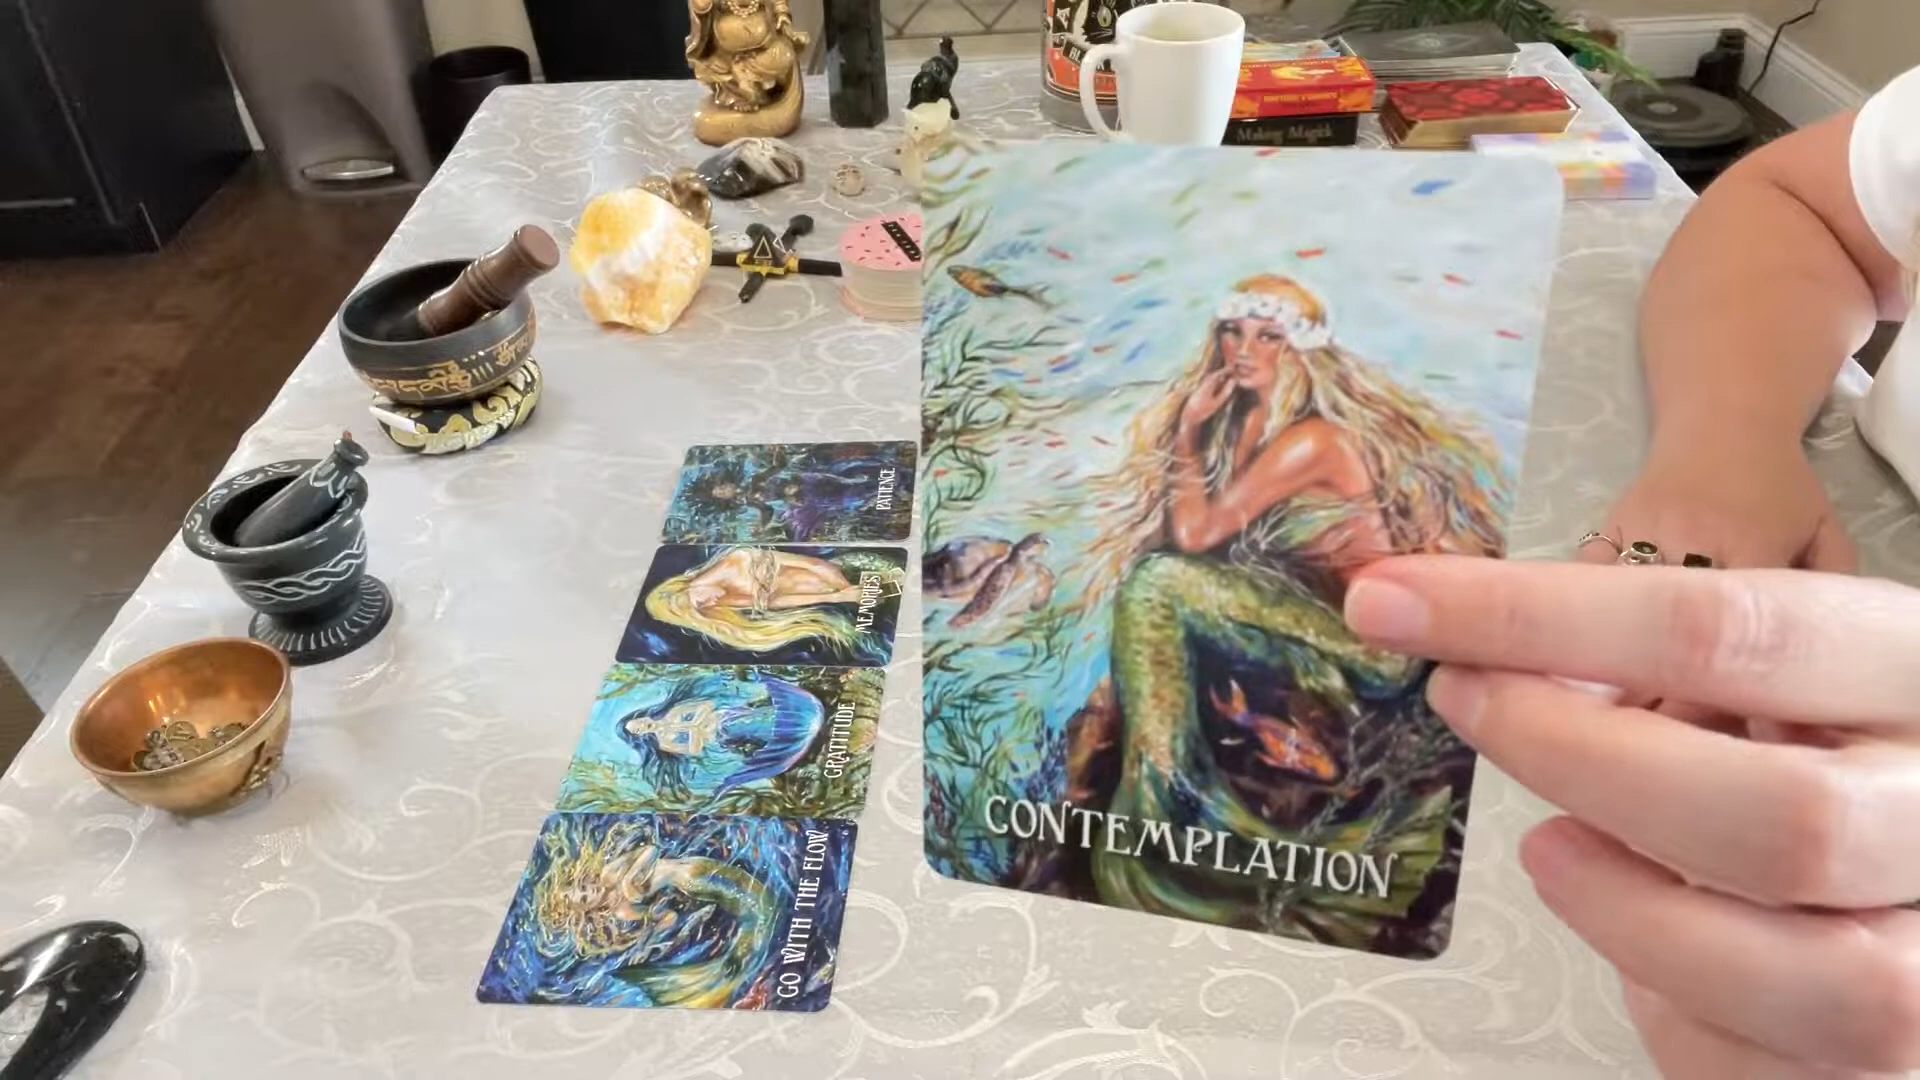 Making Magick
PATIENCE
MEMORIES
GRATITUDE
GO WITH THE FLOW
CONTEMPLATION